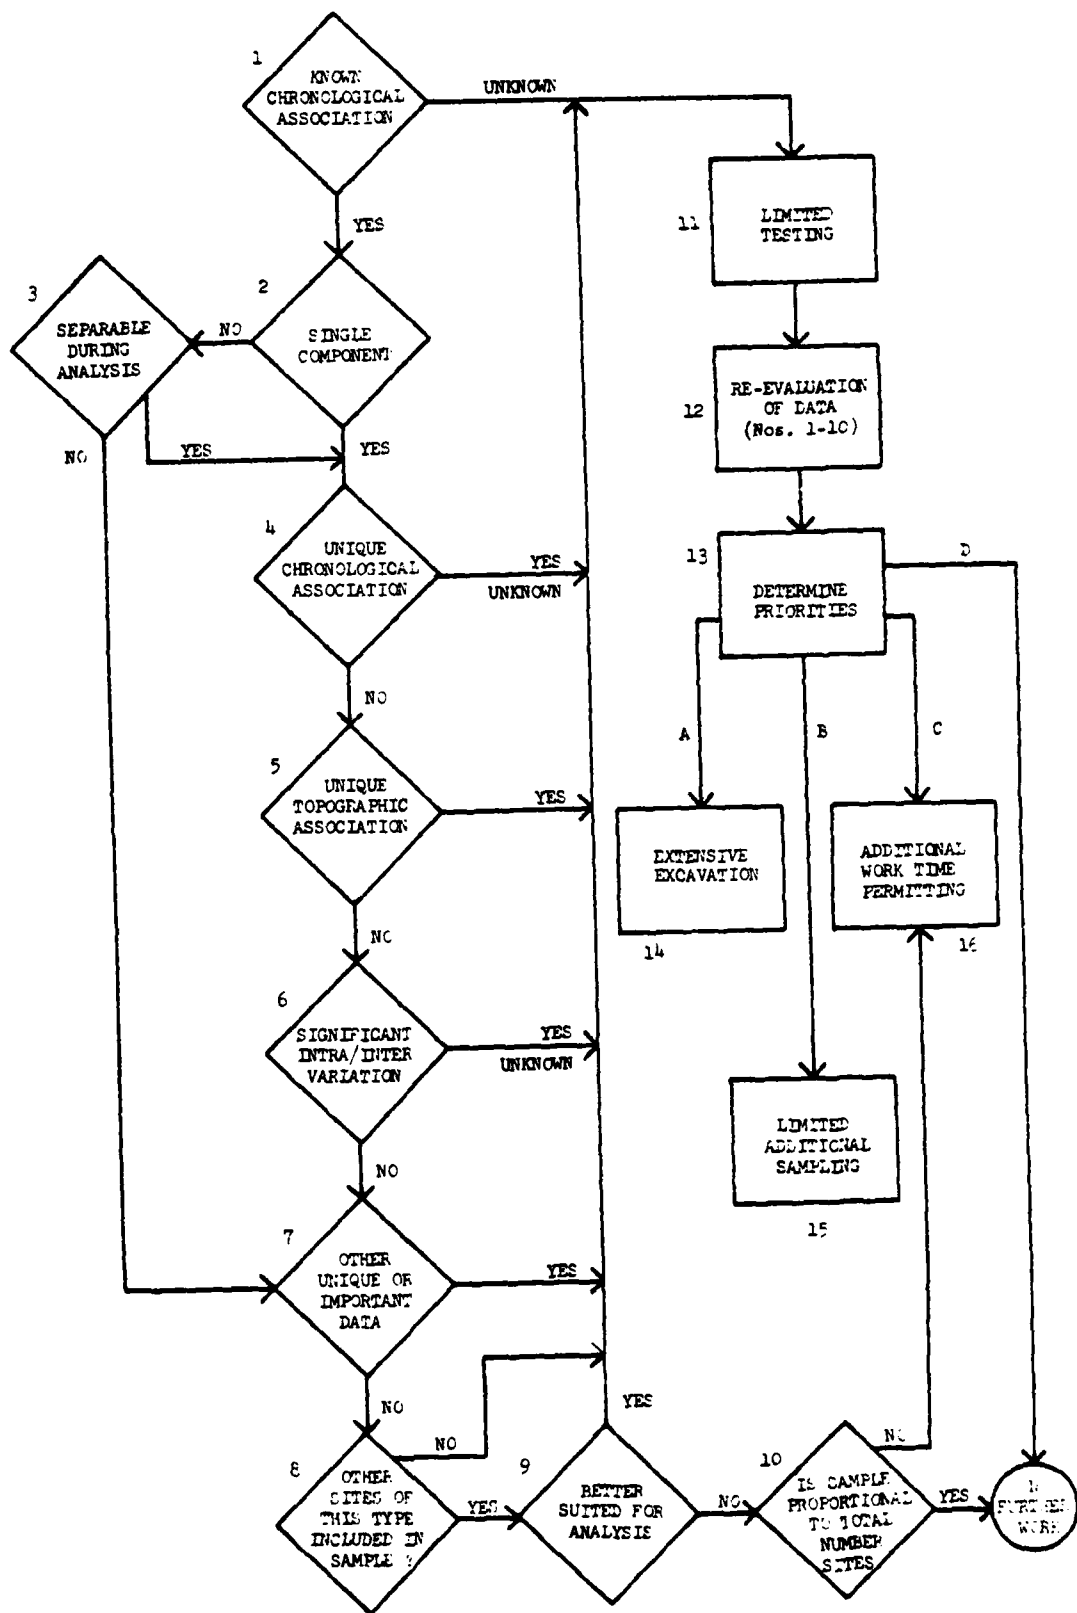 1
KNOWN
CHRONOLOGICAL
ASSOCIATION
UNKNOWN
YES
2
SINGLE
COMPONENT
NO
YES
3
SEPARABLE
DURING
ANALYSIS
YES
NO
4
UNIQUE
CHRONOLOGICAL
ASSOCIATION
YES
UNKNOWN
NO
5
UNIQUE
TOPOGRAPHIC
ASSOCIATION
YES
NO
6
SIGNIFICANT
INTRA/INTER
VARIATION
YES
UNKNOWN
NO
7
OTHER
UNIQUE OR
IMPORTANT
DATA
YES
NO
8
OTHER
SITES OF
THIS TYPE
INCLUDED IN
SAMPLE ?
NO
YES
9
BETTER
SUITED FOR
ANALYSIS
YES
NO
10
IS SAMPLE
PROPORTIONAL
TO TOTAL
NUMBER
SITES
NO
YES
FURTHER
WORK
11
LIMITED
TESTING
12
RE-EVALUATION
OF DATA
(Nos. 1-10)
13
DETERMINE
PRIORITIES
A
B
C
D
EXTENSIVE
EXCAVATION
14
LIMITED
ADDITIONAL
SAMPLING
15
ADDITIONAL
WORK TIME
PERMITTING
16